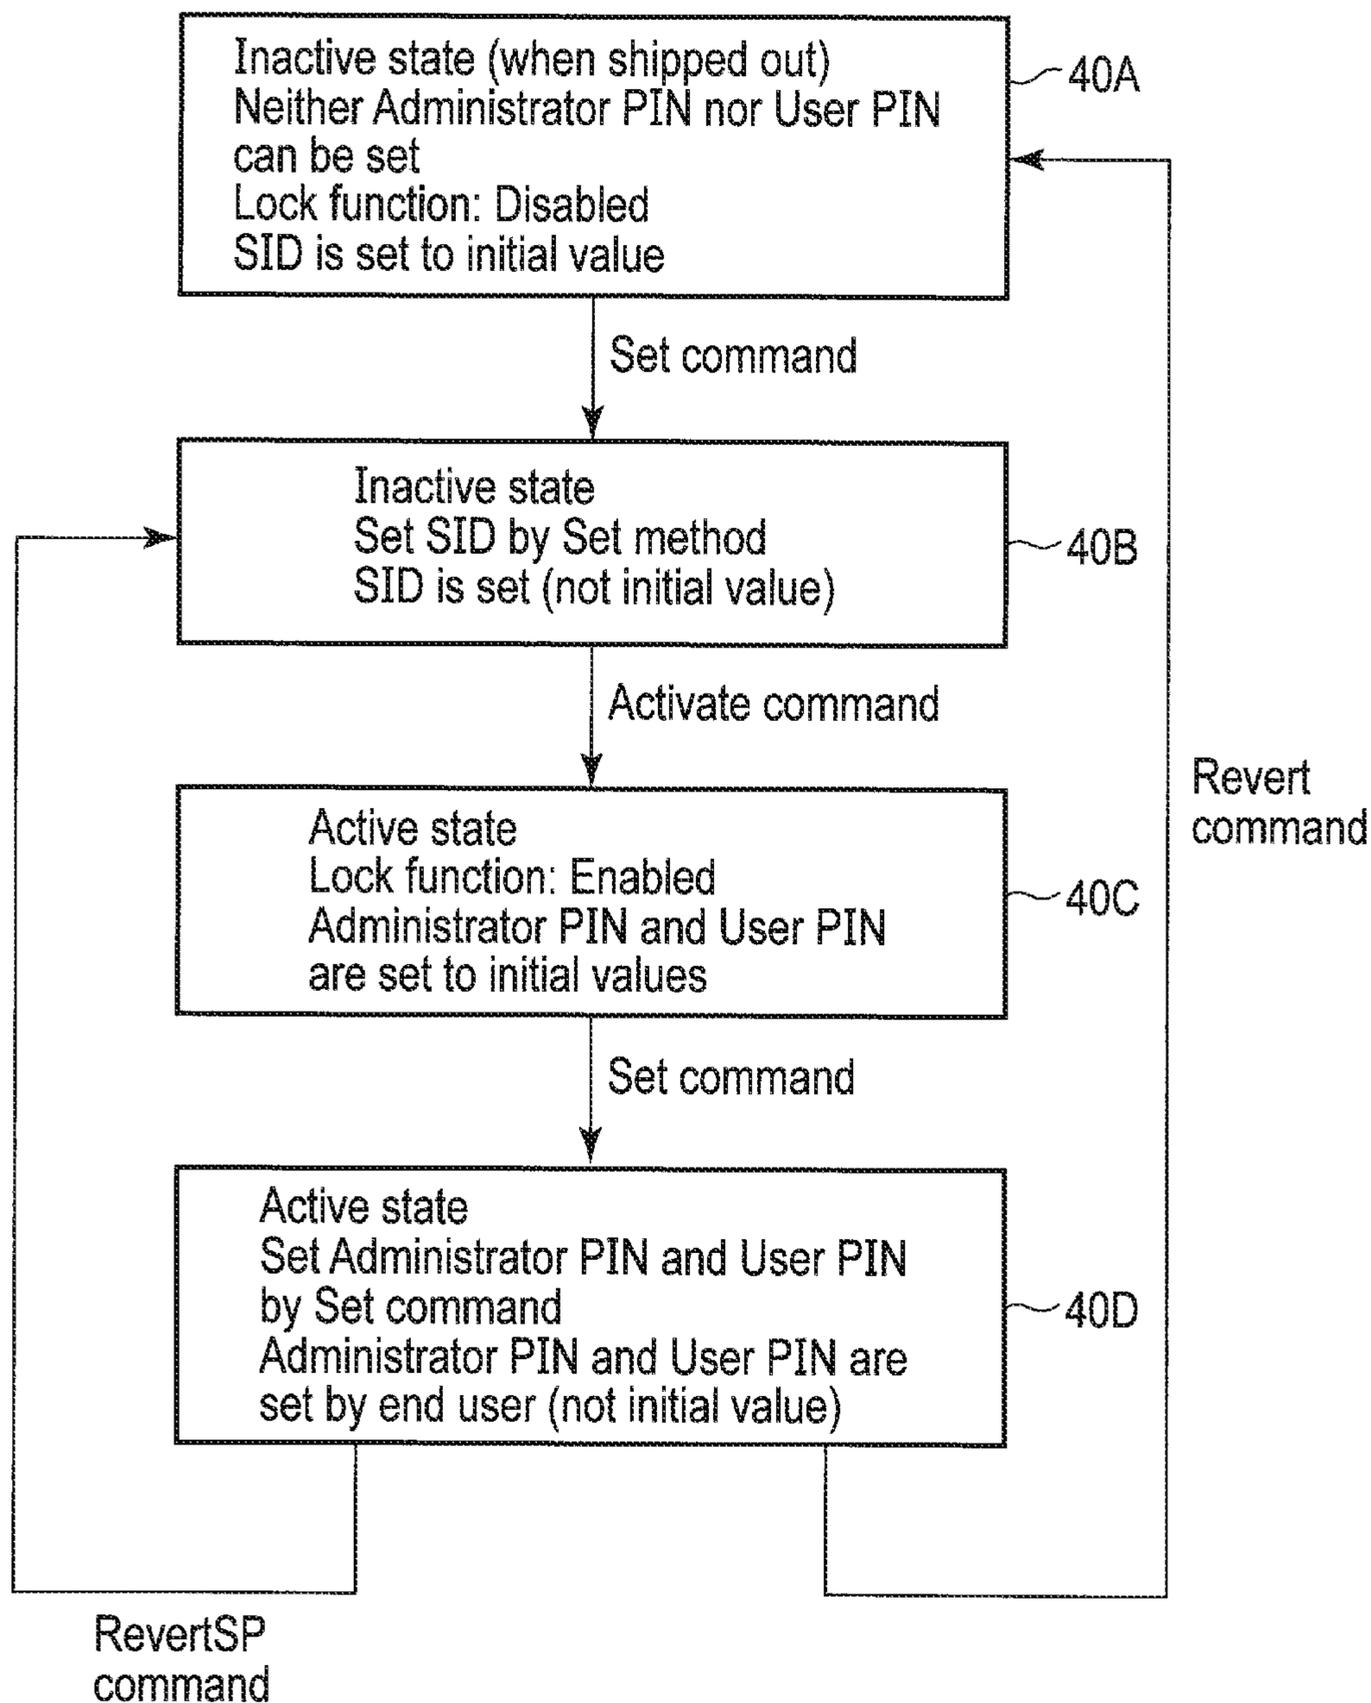 Inactive state (when shipped out)
Neither Administrator PIN nor User PIN
can be set
Lock function: Disabled
SID is set to initial value
40A
Set command
Inactive state
Set SID by Set method
SID is set (not initial value)
40B
Activate command
Revert
command
Active state
Lock function: Enabled
Administrator PIN and User PIN
are set to initial values
40C
Set command
Active state
Set Administrator PIN and User PIN
by Set command
Administrator PIN and User PIN are
set by end user (not initial value)
40D
RevertSP
command